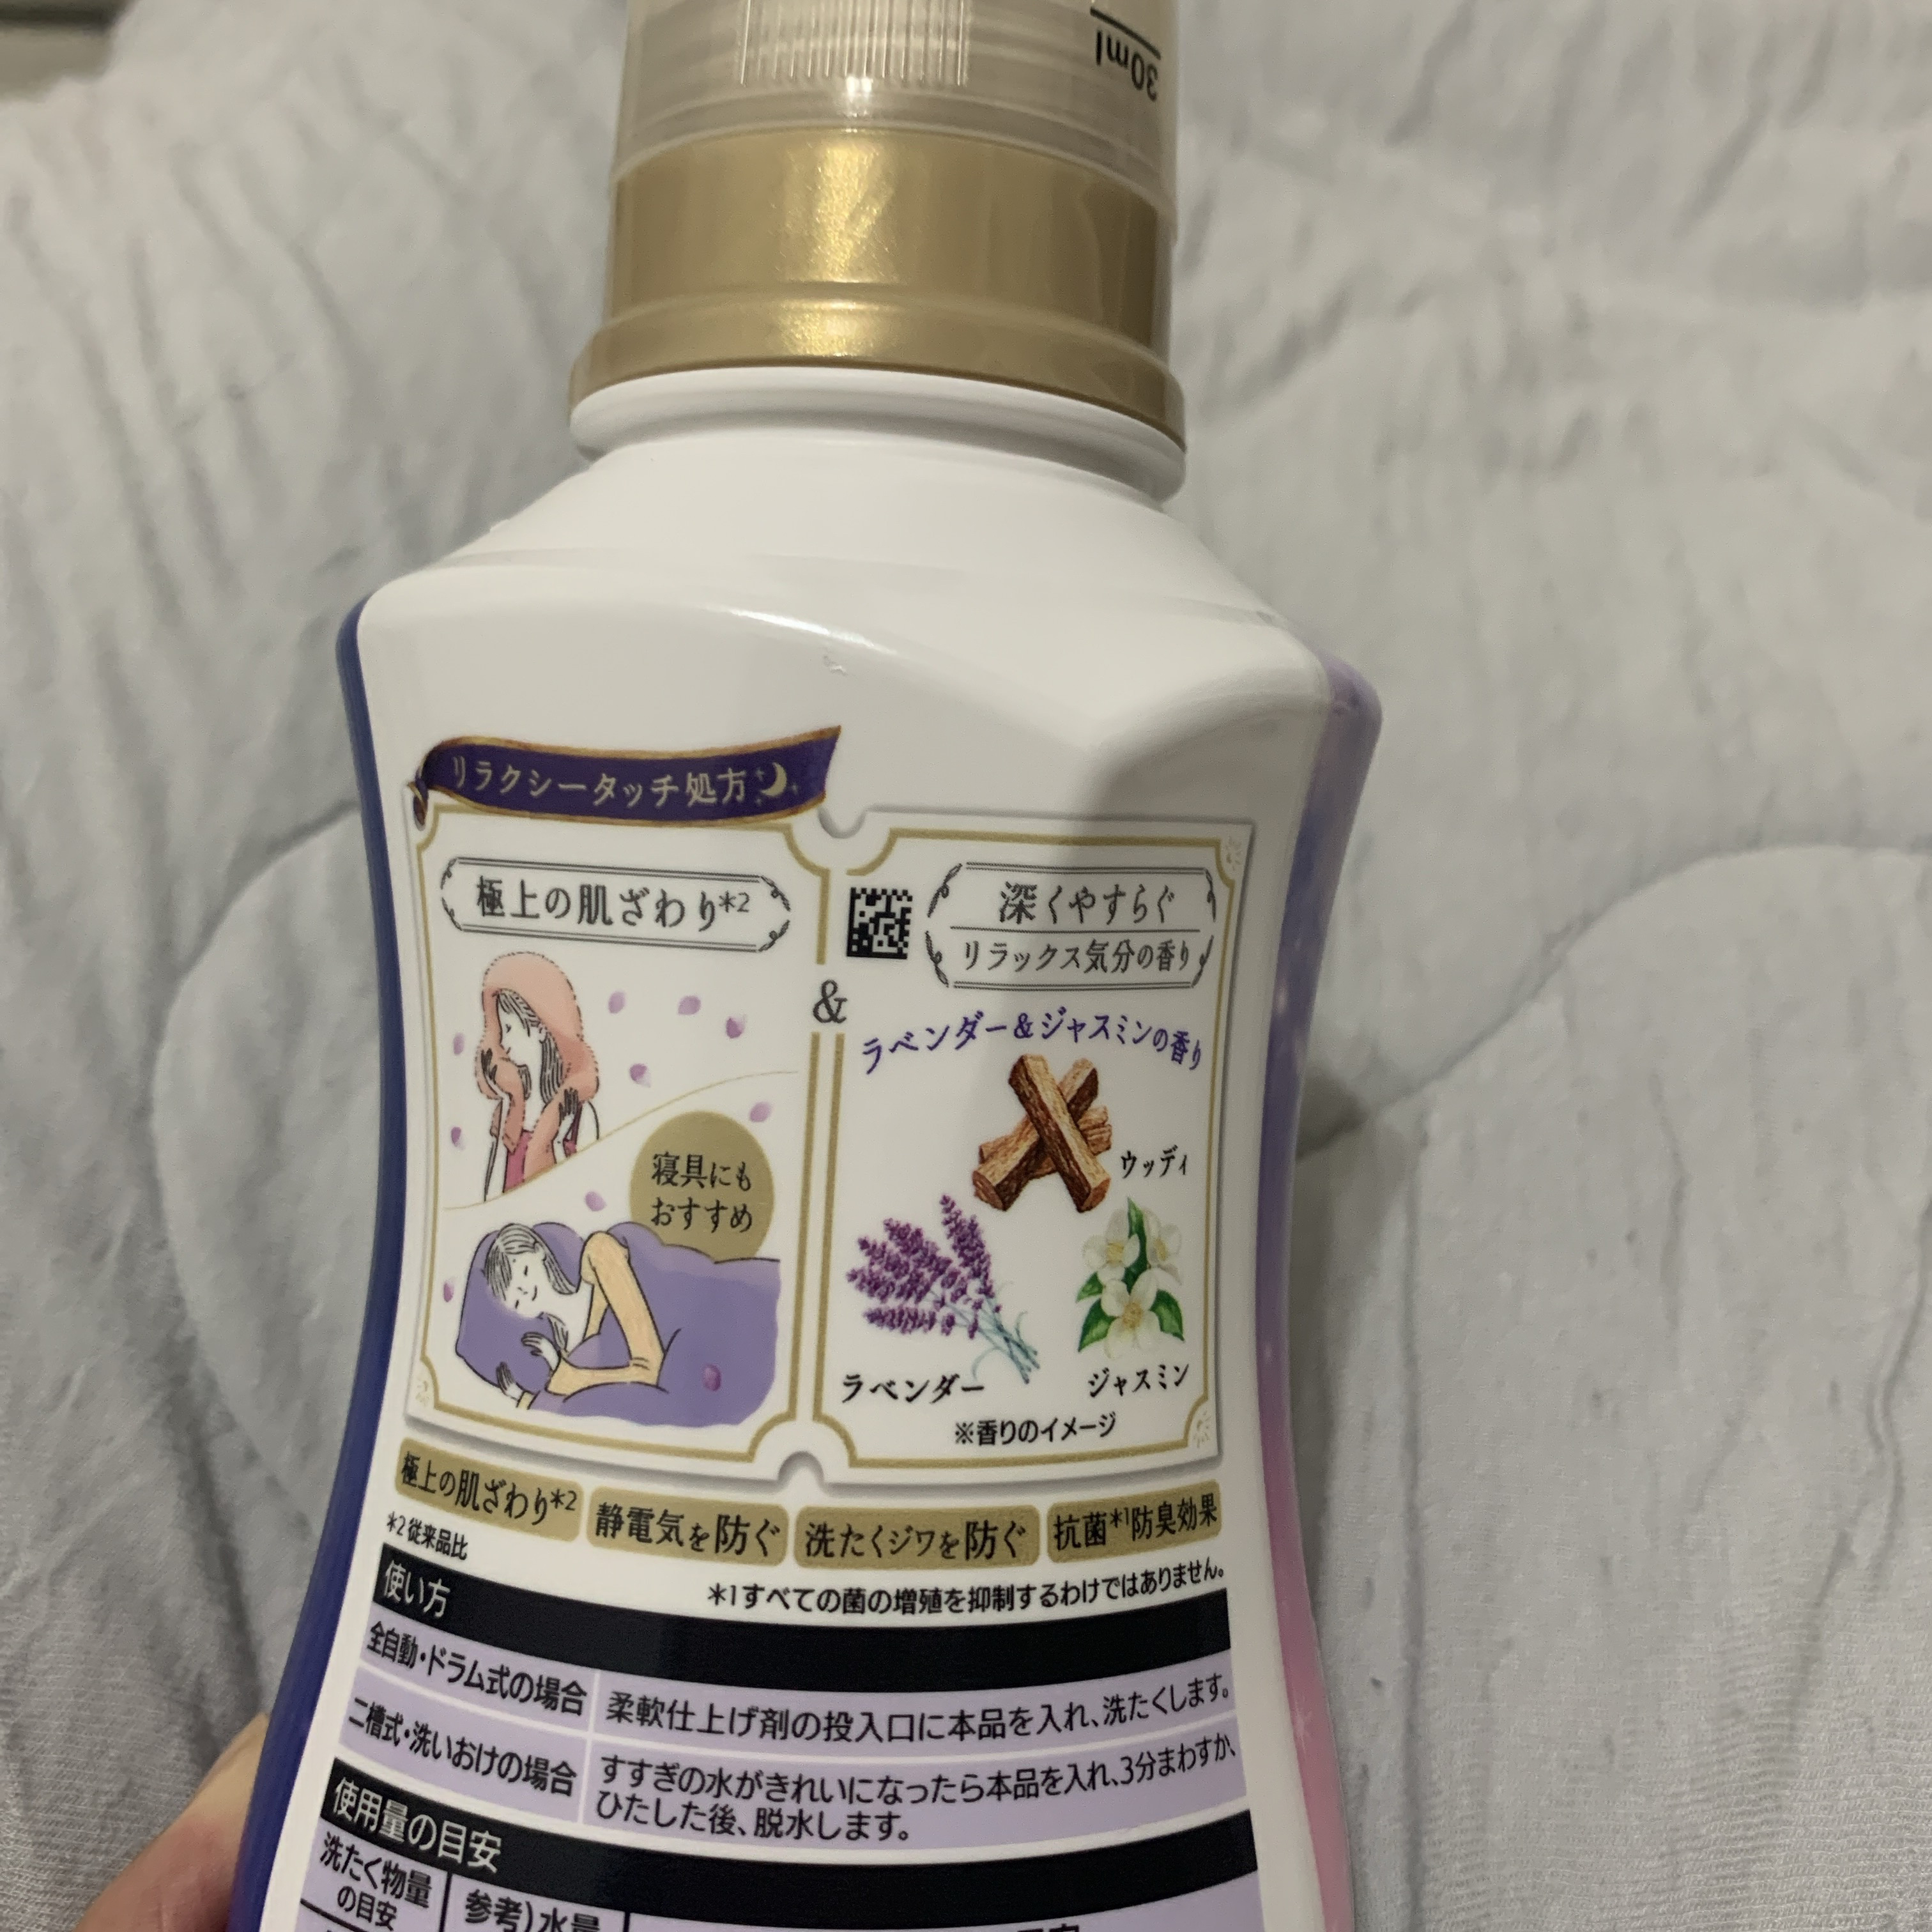 30ml
リラクシータッチ処方
極上の肌ざわり*2
寝具にも
おすすめ
&
深くやすらぐ
リラックス気分の香り
ラベンダー&ジャスミンの香り
ウッディ
ラベンダー
ジャスミン
※香りのイメージ
極上の肌ざわり*2
静電気を防ぐ
洗たくジワを防ぐ
抗菌*1防臭効果
*2従来品比
*1すべての菌の増殖を抑制するわけではありません。
使い方
全自動・ドラム式の場合
柔軟仕上げ剤の投入口に本品を入れ、洗たくします。
二槽式・洗いおけの場合
すすぎの水がきれいになったら本品を入れ、3分まわすか、
ひたした後、脱水します。
使用量の目安
洗たく物量
の目安
参考)水量